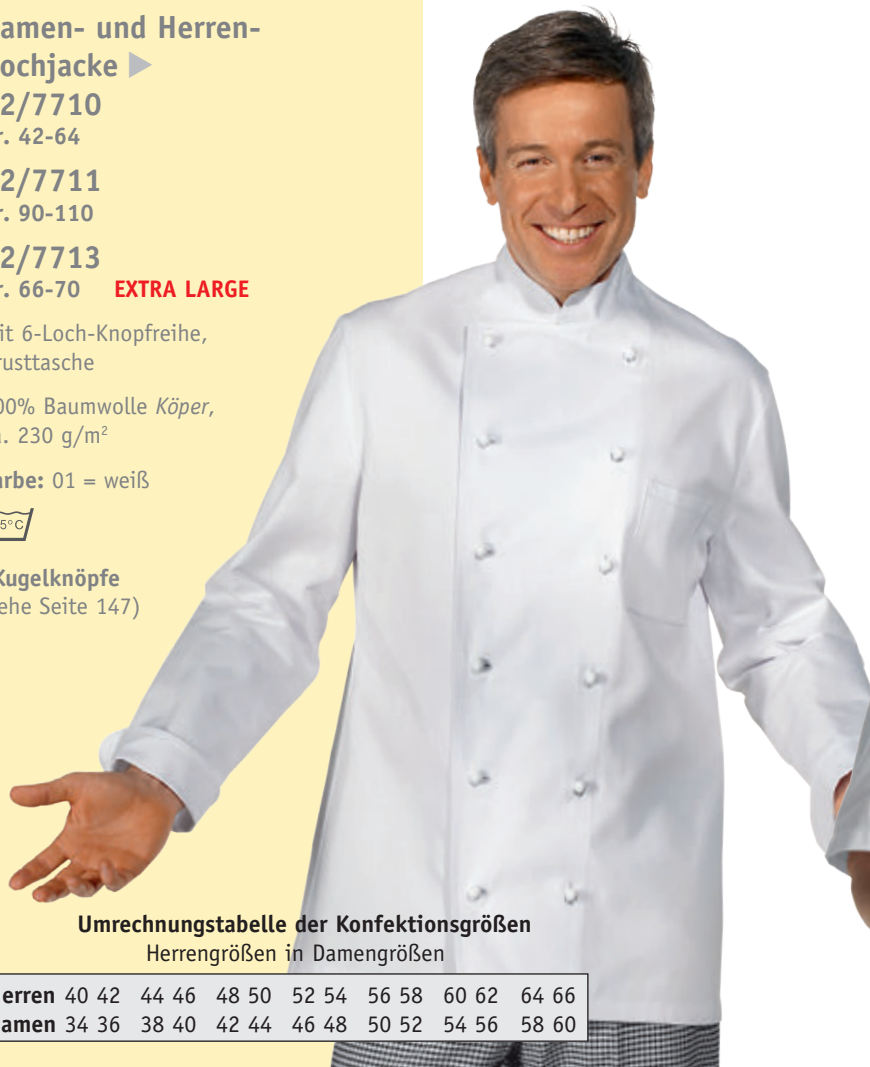 amen- und Herren-
ochjacke ▶
2/7710
r. 42-64
2/7711
r. 90-110
2/7713
r. 66-70 EXTRA LARGE
it 6-Loch-Knopfreihe,
rusttasche
00% Baumwolle Köper,
a. 230 g/m²
arbe: 01 = weiß
5°C
Kugelknöpfe
ehe Seite 147)
Umrechnungstabelle der Konfektionsgrößen
Herrengrößen in Damengrößen
erren 40 42 44 46 48 50 52 54 56 58 60 62 64 66
amen 34 36 38 40 42 44 46 48 50 52 54 56 58 60